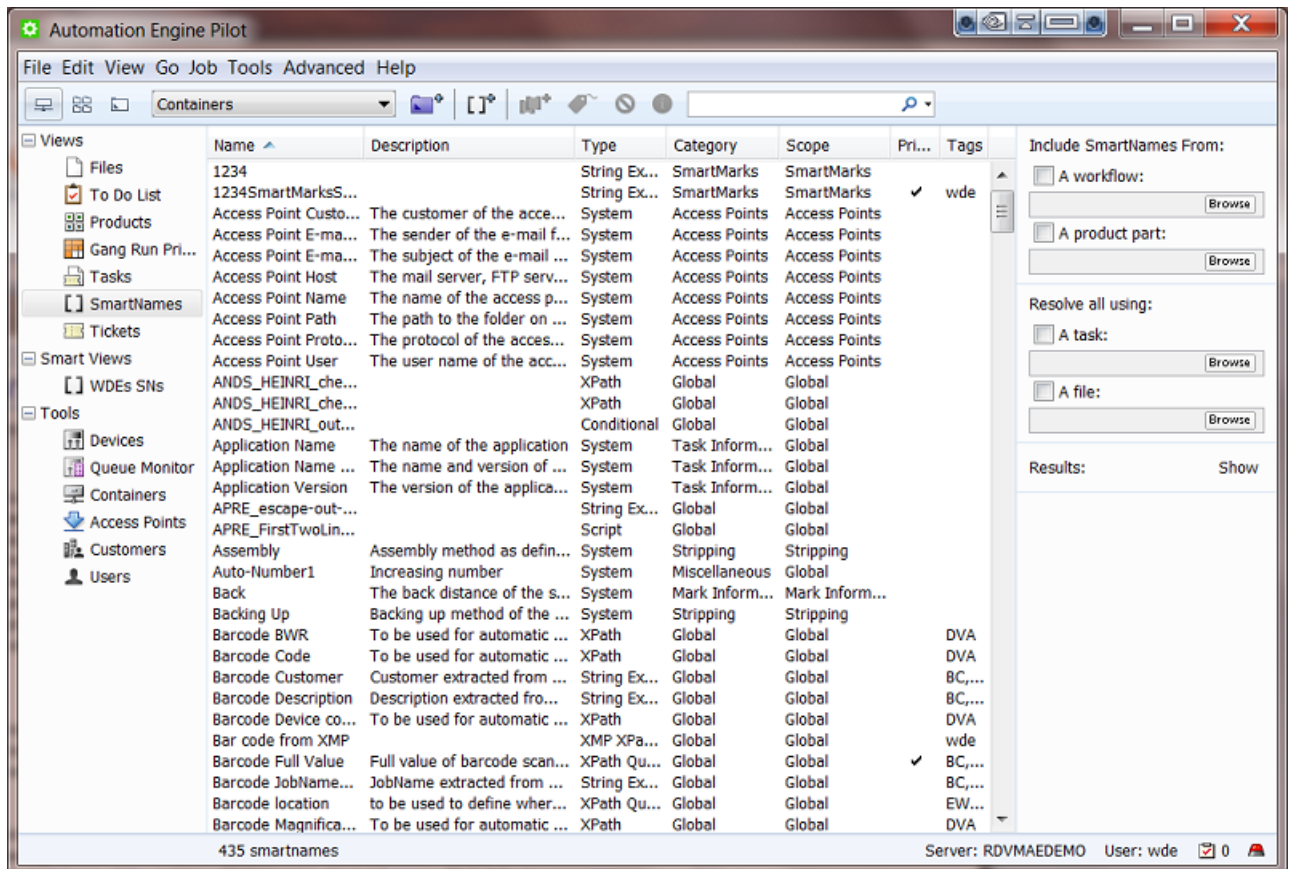 Automation Engine Pilot
File Edit View Go Job Tools Advanced Help
Containers
Views
Files
To Do List
Products
Gang Run Pri...
Tasks
SmartNames
Tickets
Smart Views
WDEs SNs
Tools
Devices
Queue Monitor
Containers
Access Points
Customers
Users
Name Description Type Category Scope Pri... Tags
1234 String Ex... SmartMarks SmartMarks
1234SmartMarksS... String Ex... SmartMarks SmartMarks ✔ wde
Access Point Custo... The customer of the acce... System Access Points Access Points
Access Point E-ma... The sender of the e-mail f... System Access Points Access Points
Access Point E-ma... The subject of the e-mail ... System Access Points Access Points
Access Point Host The mail server, FTP serv... System Access Points Access Points
Access Point Name The name of the access p... System Access Points Access Points
Access Point Path The path to the folder on ... System Access Points Access Points
Access Point Proto... The protocol of the acces... System Access Points Access Points
Access Point User The user name of the acc... System Access Points Access Points
ANDS_HEINRI_che... XPath Global Global
ANDS_HEINRI_che... XPath Global Global
ANDS_HEINRI_out... Conditional Global Global
Application Name The name of the application System Task Inform... Global
Application Name ... The name and version of ... System Task Inform... Global
Application Version The version of the applica... System Task Inform... Global
APRE_escape-out-... String Ex... Global Global
APRE_FirstTwoLin... Script Global Global
Assembly Assembly method as defin... System Stripping Stripping
Auto-Number1 Increasing number System Miscellaneous Global
Back The back distance of the s... System Mark Inform... Mark Inform...
Backing Up Backing up method of the ... System Stripping Stripping
Barcode BWR To be used for automatic ... XPath Global Global DVA
Barcode Code To be used for automatic ... XPath Global Global DVA
Barcode Customer Customer extracted from ... String Ex... Global Global BC,...
Barcode Description Description extracted fro... String Ex... Global Global BC,...
Barcode Device co... To be used for automatic ... XPath Global Global DVA
Bar code from XMP XMP XPa... Global Global wde
Barcode Full Value Full value of barcode scan... XPath Qu... Global Global ✔ BC,...
Barcode JobName... JobName extracted from ... String Ex... Global Global BC,...
Barcode location to be used to define wher... XPath Qu... Global Global EW...
Barcode Magnifica... To be used for automatic ... XPath Global Global DVA
Include SmartNames From:
A workflow:
Browse
A product part:
Browse
Resolve all using:
A task:
Browse
A file:
Browse
Results: Show
435 smartnames
Server: RDVMAEDEMO User: wde 0